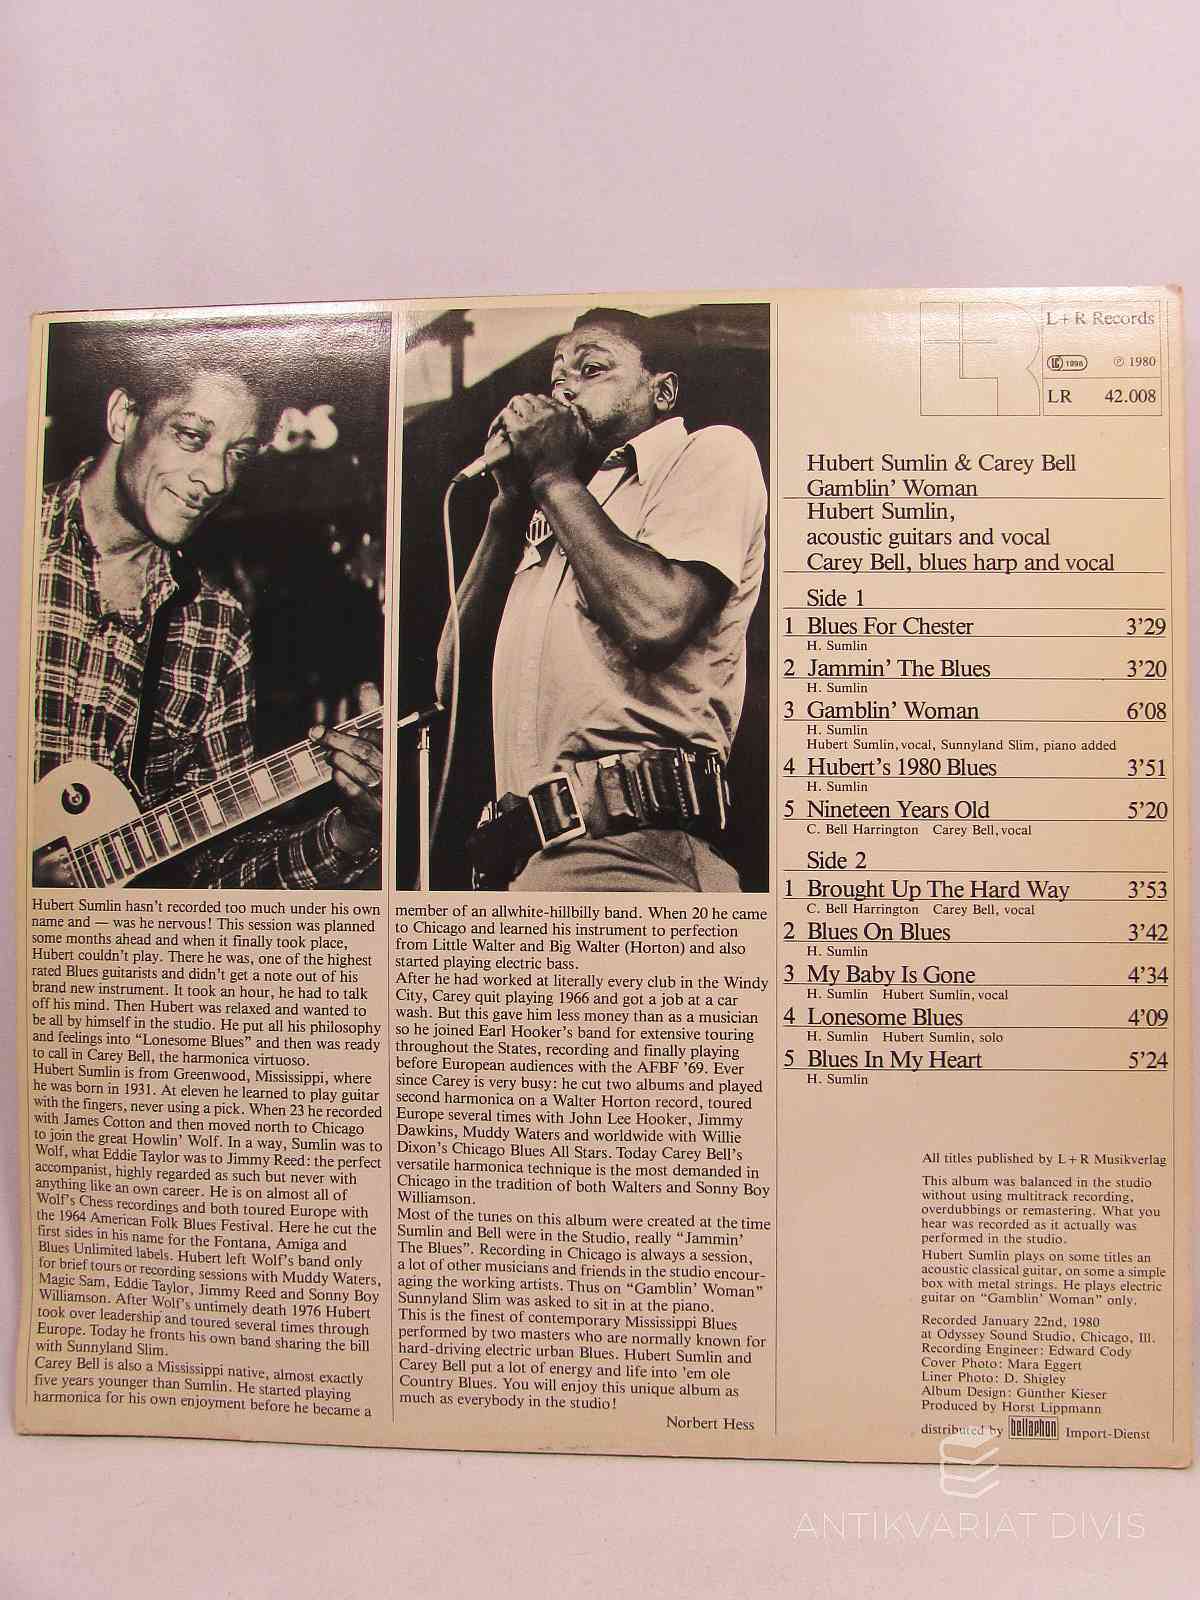 L+R Records
LC 1996
℗ 1980
LR 42.008
Hubert Sumlin & Carey Bell
Gamblin’ Woman
Hubert Sumlin,
acoustic guitars and vocal
Carey Bell, blues harp and vocal
Side 1
1 Blues For Chester 3’29
H. Sumlin
2 Jammin’ The Blues 3’20
H. Sumlin
3 Gamblin’ Woman 6’08
H. Sumlin
Hubert Sumlin, vocal, Sunnyland Slim, piano added
4 Hubert’s 1980 Blues 3’51
H. Sumlin
5 Nineteen Years Old 5’20
C. Bell Harrington Carey Bell, vocal
Side 2
1 Brought Up The Hard Way 3’53
C. Bell Harrington Carey Bell, vocal
2 Blues On Blues 3’42
H. Sumlin
3 My Baby Is Gone 4’34
H. Sumlin Hubert Sumlin, vocal
4 Lonesome Blues 4’09
H. Sumlin Hubert Sumlin, solo
5 Blues In My Heart 5’24
H. Sumlin
Hubert Sumlin hasn’t recorded too much under his own
name and — was he nervous! This session was planned
some months ahead and when it finally took place,
Hubert couldn’t play. There he was, one of the highest
rated Blues guitarists and didn’t get a note out of his
brand new instrument. It took an hour, he had to talk
off his mind. Then Hubert was relaxed and wanted to
be all by himself in the studio. He put all his philosophy
and feelings into “Lonesome Blues” and then was ready
to call in Carey Bell, the harmonica virtuoso.
Hubert Sumlin is from Greenwood, Mississippi, where
he was born in 1931. At eleven he learned to play guitar
with the fingers, never using a pick. When 23 he recorded
with James Cotton and then moved north to Chicago
to join the great Howlin’ Wolf. In a way, Sumlin was to
Wolf, what Eddie Taylor was to Jimmy Reed: the perfect
accompanist, highly regarded as such but never with
anything like an own career. He is on almost all of
Wolf’s Chess recordings and both toured Europe with
the 1964 American Folk Blues Festival. Here he cut the
first sides in his name for the Fontana, Amiga and
Blues Unlimited labels. Hubert left Wolf’s band only
for brief tours or recording sessions with Muddy Waters,
Magic Sam, Eddie Taylor, Jimmy Reed and Sonny Boy
Williamson. After Wolf’s untimely death 1976 Hubert
took over leadership and toured several times through
Europe. Today he fronts his own band sharing the bill
with Sunnyland Slim.
Carey Bell is also a Mississippi native, almost exactly
five years younger than Sumlin. He started playing
harmonica for his own enjoyment before he became a
member of an allwhite-hillbilly band. When 20 he came
to Chicago and learned his instrument to perfection
from Little Walter and Big Walter (Horton) and also
started playing electric bass.
After he had worked at literally every club in the Windy
City, Carey quit playing 1966 and got a job at a car
wash. But this gave him less money than as a musician
so he joined Earl Hooker’s band for extensive touring
throughout the States, recording and finally playing
before European audiences with the AFBF ’69. Ever
since Carey is very busy: he cut two albums and played
second harmonica on a Walter Horton record, toured
Europe several times with John Lee Hooker, Jimmy
Dawkins, Muddy Waters and worldwide with Willie
Dixon’s Chicago Blues All Stars. Today Carey Bell’s
versatile harmonica technique is the most demanded in
Chicago in the tradition of both Walters and Sonny Boy
Williamson.
Most of the tunes on this album were created at the time
Sumlin and Bell were in the Studio, really “Jammin’
The Blues”. Recording in Chicago is always a session,
a lot of other musicians and friends in the studio encour-
aging the working artists. Thus on “Gamblin’ Woman”
Sunnyland Slim was asked to sit in at the piano.
This is the finest of contemporary Mississippi Blues
performed by two masters who are normally known for
hard-driving electric urban Blues. Hubert Sumlin and
Carey Bell put a lot of energy and life into ’em ole
Country Blues. You will enjoy this unique album as
much as everybody in the studio!
Norbert Hess
All titles published by L+R Musikverlag
This album was balanced in the studio
without using multitrack recording,
overdubbings or remastering. What you
hear was recorded as it actually was
performed in the studio.
Hubert Sumlin plays on some titles an
acoustic classical guitar, on some a simple
box with metal strings. He plays electric
guitar on “Gamblin’ Woman” only.
Recorded January 22nd, 1980
at Odyssey Sound Studio, Chicago, Ill.
Recording Engineer: Edward Cody
Cover Photo: Mara Eggert
Liner Photo: D. Shigley
Album Design: Günther Kieser
Produced by Horst Lippmann
distributed by bellaphon Import-Dienst
ANTIKVARIAT DIVIS